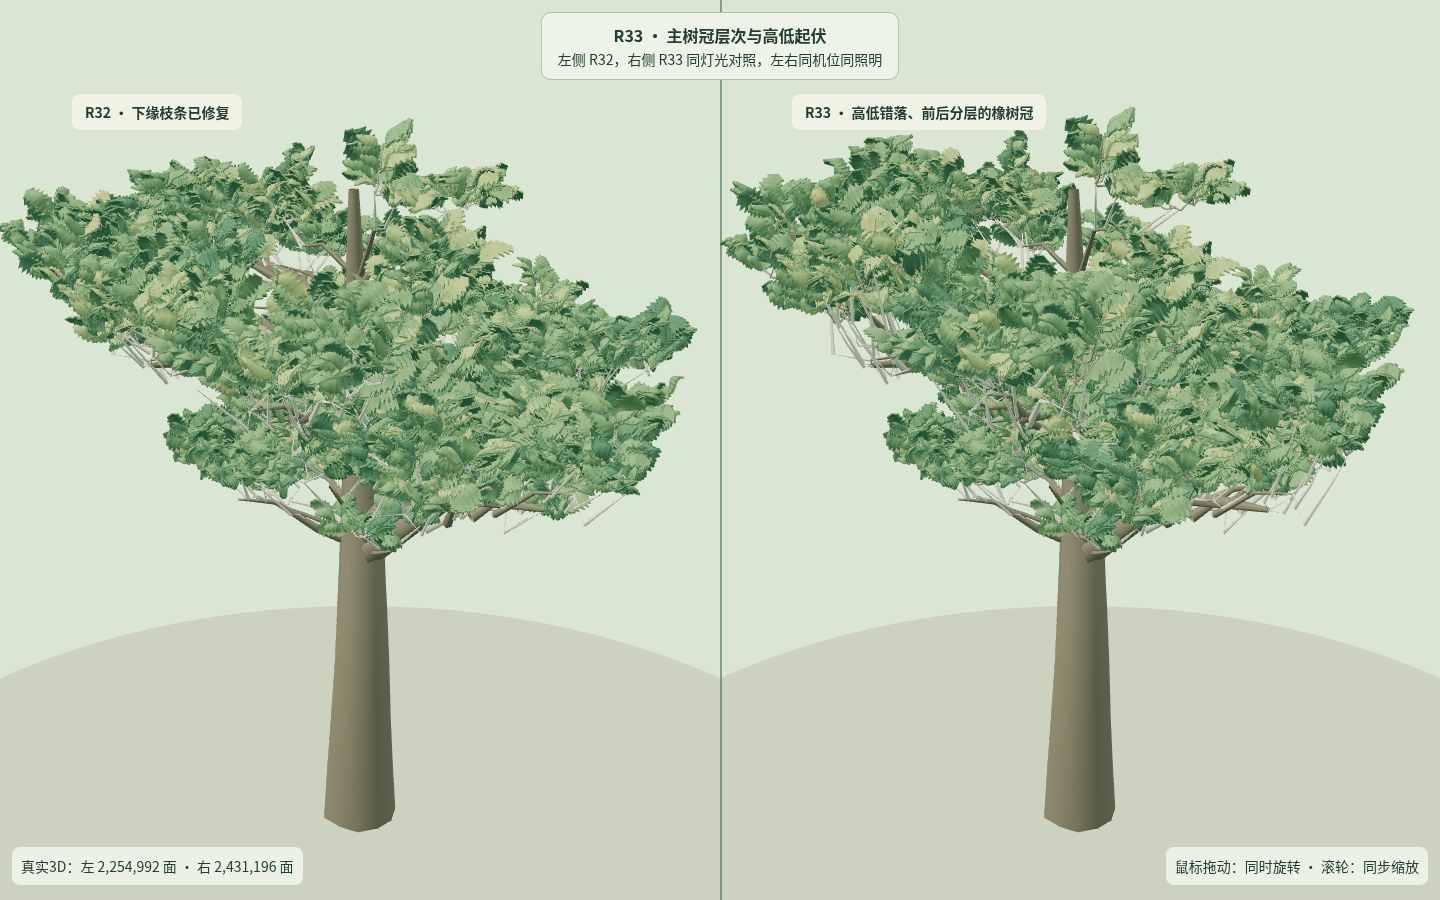 R33 · 主树冠层次与高低起伏
左侧 R32，右侧 R33 同灯光对照，左右同机位同照明
R32 · 下缘枝条已修复
R33 · 高低错落、前后分层的橡树冠
真实3D：左 2,254,992 面 · 右 2,431,196 面
鼠标拖动：同时旋转 · 滚轮：同步缩放